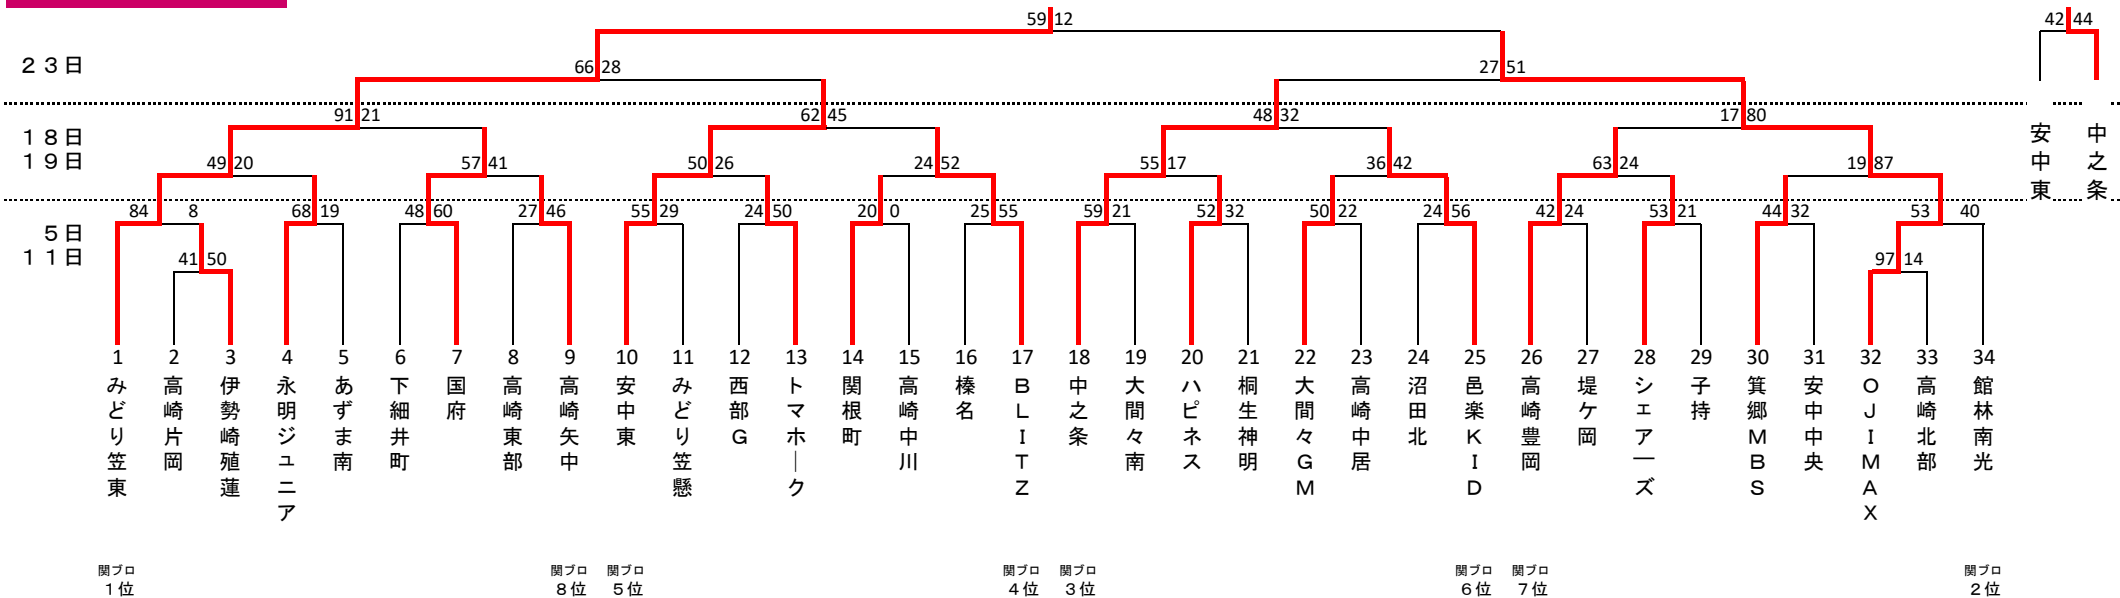 59 12
42 44
２３日
66 28
27 51
91 21
62 45
48 32
17 80
１８日
１９日
49 20
57 41
50 26
24 52
55 17
36 42
63 24
19 87
安中東
中之条
５日
１１日
84 8
68 19
48 60
27 46
55 29
24 50
20 0
25 55
59 21
52 32
50 22
24 56
42 24
53 21
44 32
53 40
41 50
97 14
1 みどり笠東
2 高崎片岡
3 伊勢崎殖蓮
4 永明ジュニア
5 あずま南
6 下細井町
7 国府
8 高崎東部
9 高崎矢中
10 安中東
11 みどり笠懸
12 西部Ｇ
13 トマホーク
14 関根町
15 高崎中川
16 榛名
17 ＢＬＩＴＺ
18 中之条
19 大間々南
20 ハピネス
21 桐生神明
22 大間々ＧＭ
23 高崎中居
24 沼田北
25 邑楽ＫＩＤ
26 高崎豊岡
27 堤ケ岡
28 シェアーズ
29 子持
30 箕郷ＭＢＳ
31 安中中央
32 ＯＪＩＭＡＸ
33 高崎北部
34 館林南光
関ブロ
１位
関ブロ
８位
関ブロ
５位
関ブロ
４位
関ブロ
３位
関ブロ
６位
関ブロ
７位
関ブロ
２位